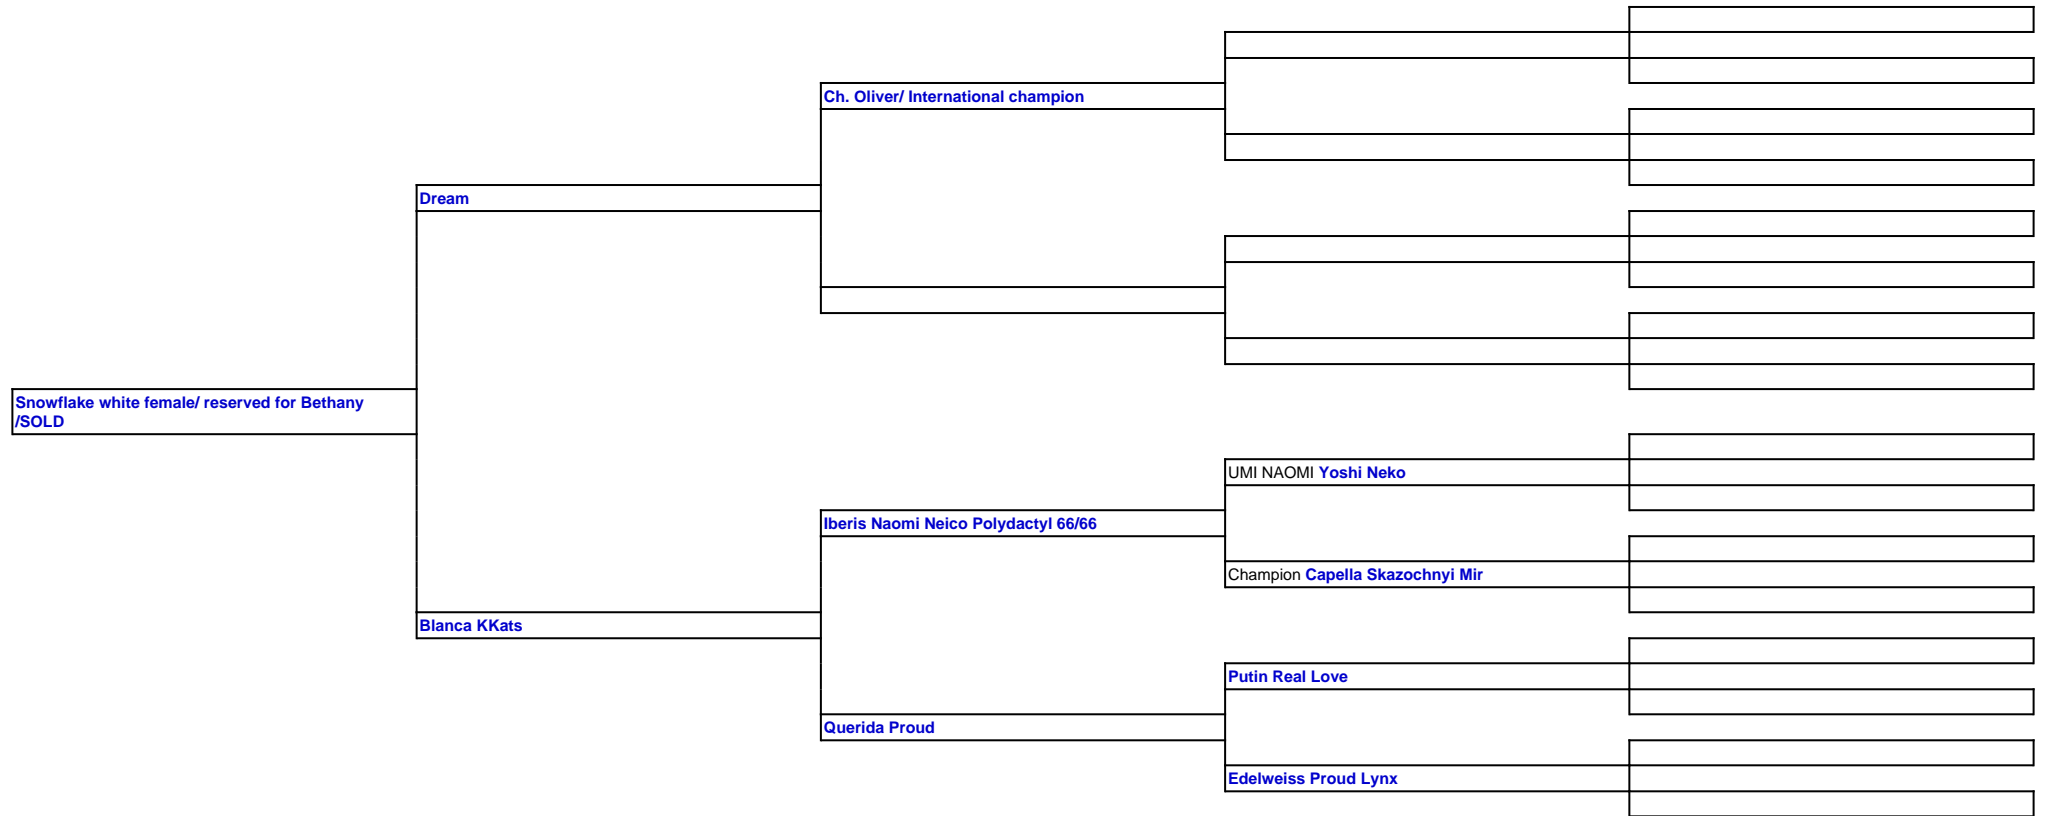 Ch. Oliver/ International champion
Dream
Snowflake white female/ reserved for Bethany
/SOLD
UMI NAOMI Yoshi Neko
Iberis Naomi Neico Polydactyl 66/66
Champion Capella Skazochnyi Mir
Blanca KKats
Putin Real Love
Querida Proud
Edelweiss Proud Lynx